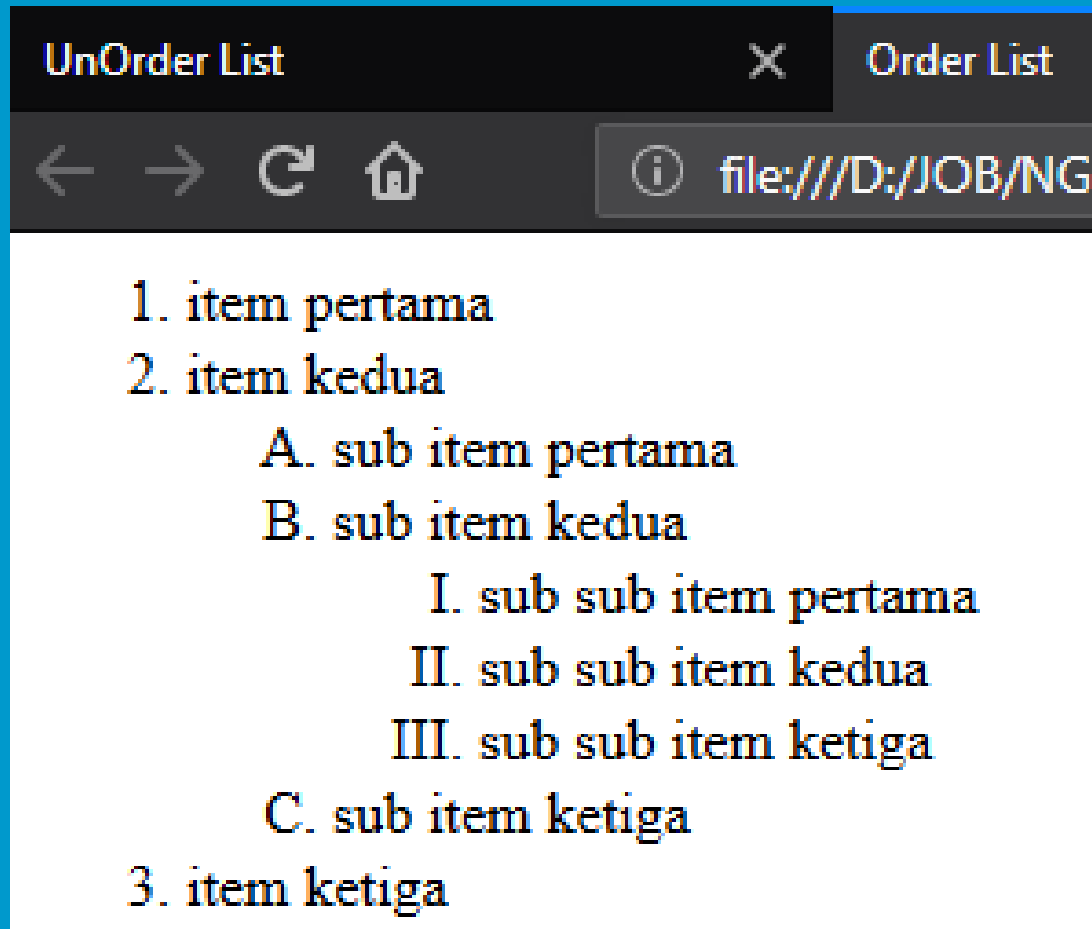 UnOrder List Order List
file:///D:/JOB/NG
1. item pertama
2. item kedua
A. sub item pertama
B. sub item kedua
I. sub sub item pertama
II. sub sub item kedua
III. sub sub item ketiga
C. sub item ketiga
3. item ketiga